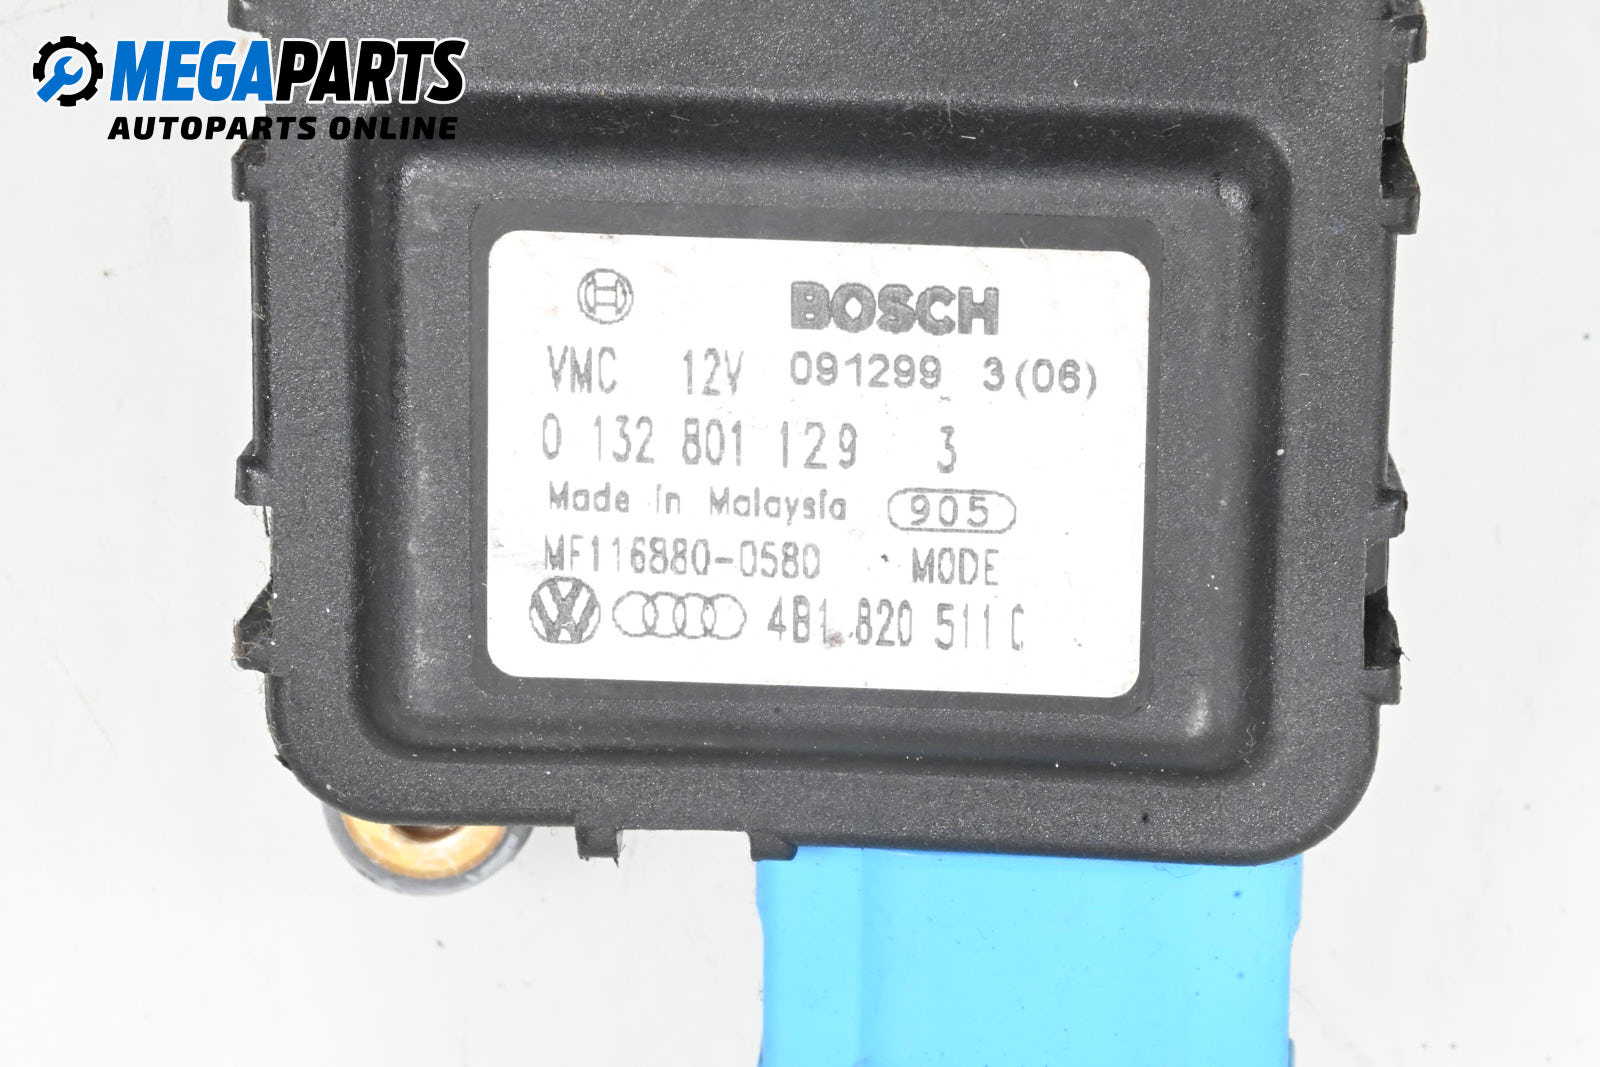 MEGAPARTS
AUTOPARTS ONLINE
BOSCH
VMC 12V 091299 3(06)
0 132 801 129 3
Made in Malaysia 905
MF116880-0580 MODE
4B1 820 511 C